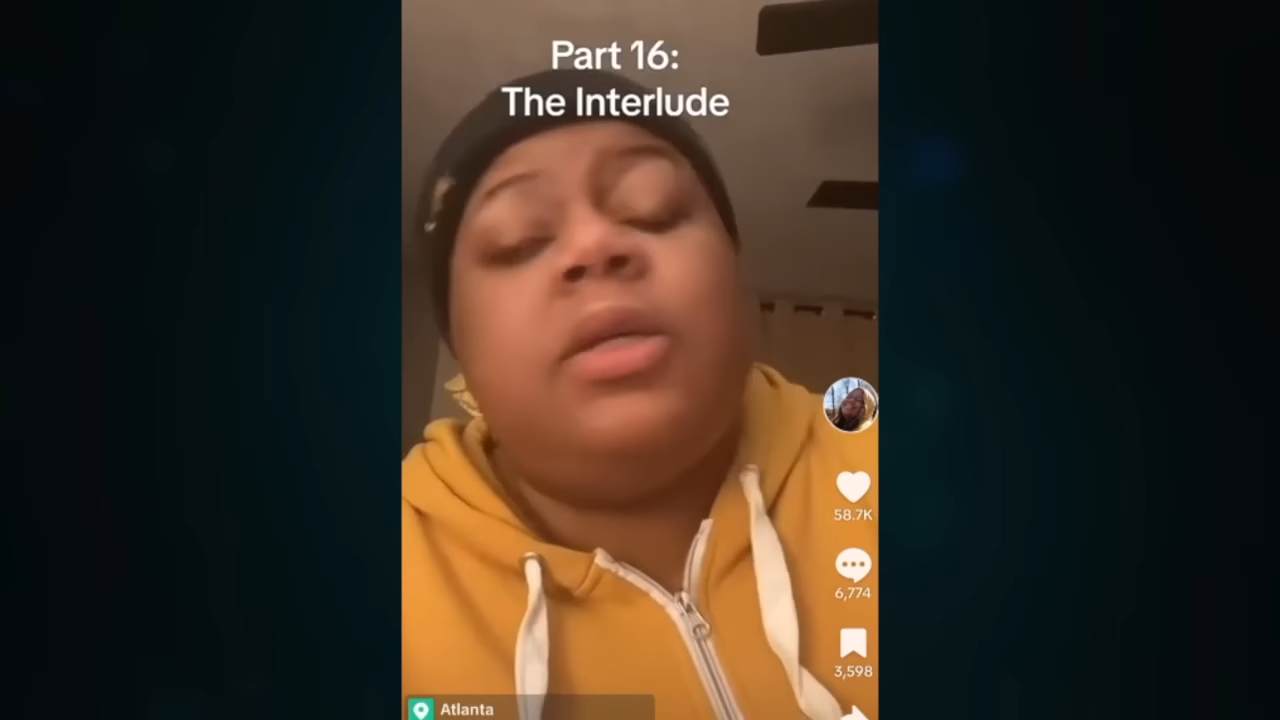 Part 16:
The Interlude
58.7K
6,774
3,598
Atlanta